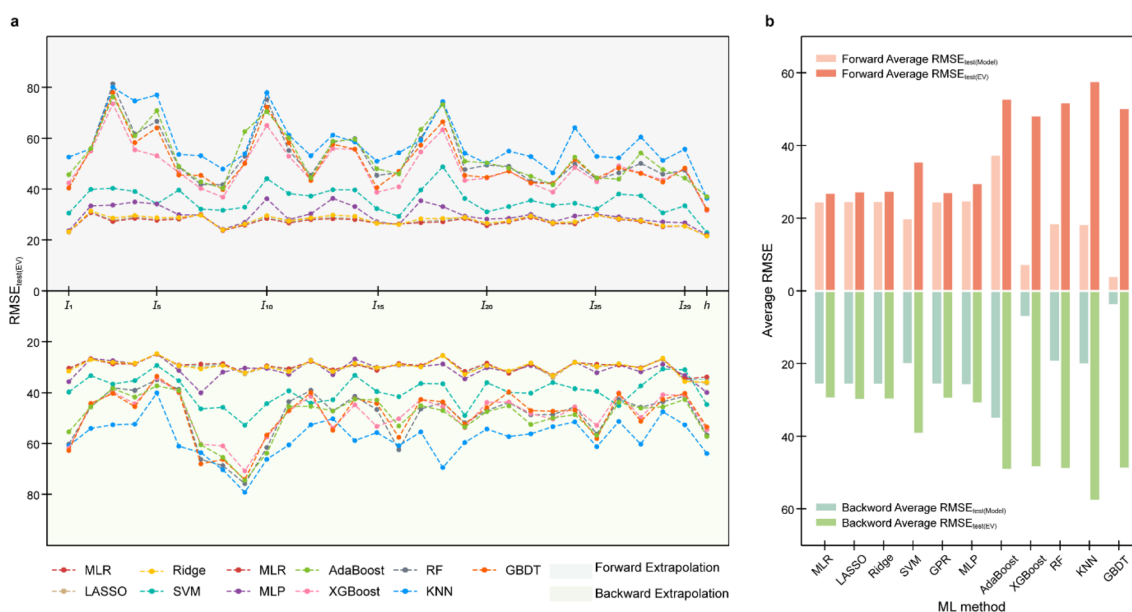 a
80
60
40
20
0
I₁ I₅ I₁₀ I₁₅ I₂₀ I₂₅ I₂₉ h
20
40
60
80
RMSEtest(EV)
MLR Ridge MLR AdaBoost RF GBDT Forward Extrapolation
LASSO SVM MLP XGBoost KNN Backward Extrapolation
b
Forward Average RMSEtest(Model)
Forward Average RMSEtest(EV)
60
40
20
0
20
40
60
Average RMSE
Backword Average RMSEtest(Model)
Backword Average RMSEtest(EV)
MLR LASSO Ridge SVM GPR MLP AdaBoost XGBoost RF KNN GBDT
ML method